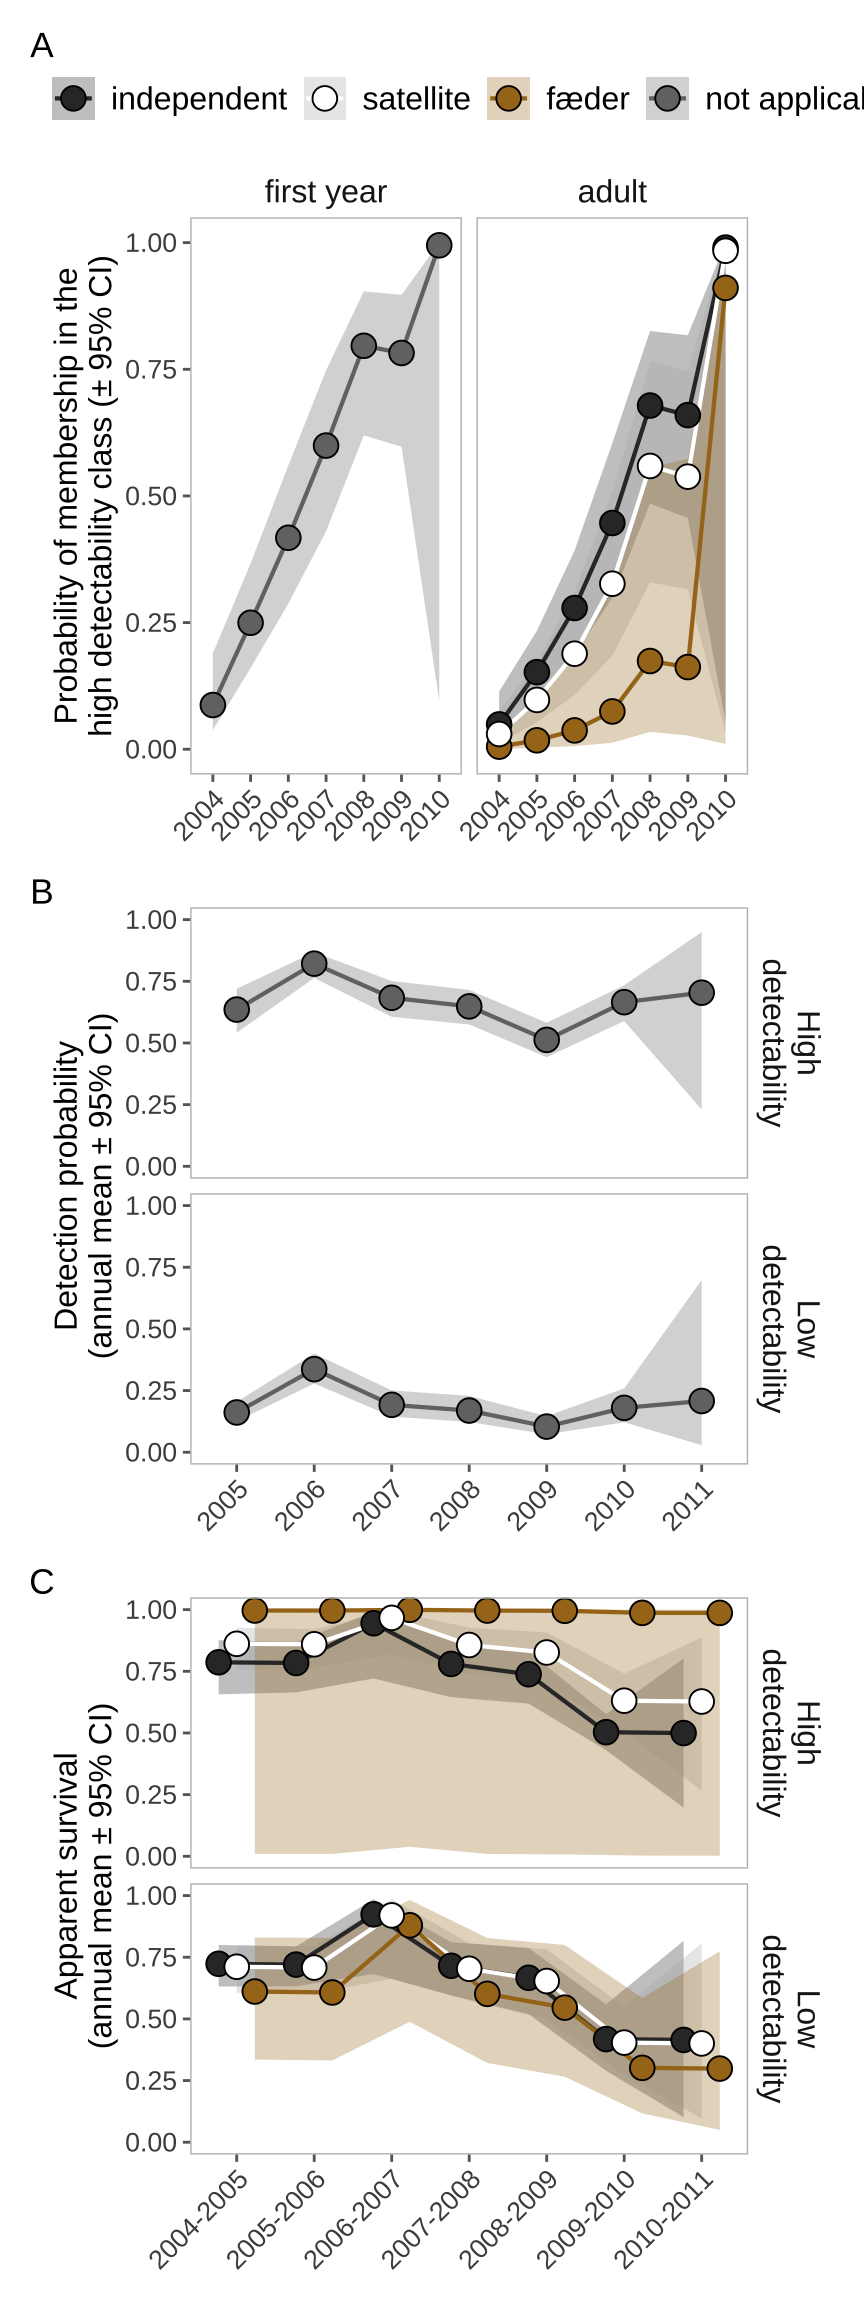 A
independent satellite fæder not applical
first year adult
Probability of membership in the
high detectability class (± 95% CI)
1.00
0.75
0.50
0.25
0.00
2004 2005 2006 2007 2008 2009 2010
2004 2005 2006 2007 2008 2009 2010
B
Detection probability
(annual mean ± 95% CI)
1.00
0.75
0.50
0.25
0.00
High
detectability
1.00
0.75
0.50
0.25
0.00
Low
detectability
2005 2006 2007 2008 2009 2010 2011
C
Apparent survival
(annual mean ± 95% CI)
1.00
0.75
0.50
0.25
0.00
High
detectability
1.00
0.75
0.50
0.25
0.00
Low
detectability
2004-2005 2005-2006 2006-2007 2007-2008 2008-2009 2009-2010 2010-2011